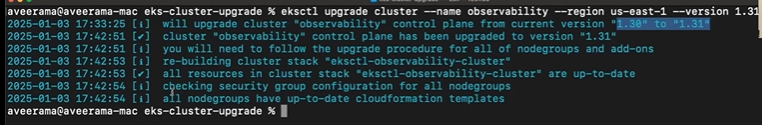 aveerama@aveerama-mac eks-cluster-upgrade % eksctl upgrade cluster --name observability --region us-east-1 --version 1.31
2025-01-03 17:33:25 [ℹ]  will upgrade cluster "observability" control plane from current version "1.30" to "1.31"
2025-01-03 17:42:51 [✔]  cluster "observability" control plane has been upgraded to version "1.31"
2025-01-03 17:42:51 [ℹ]  you will need to follow the upgrade procedure for all of nodegroups and add-ons
2025-01-03 17:42:53 [ℹ]  re-building cluster stack "eksctl-observability-cluster"
2025-01-03 17:42:53 [✔]  all resources in cluster stack "eksctl-observability-cluster" are up-to-date
2025-01-03 17:42:54 [ℹ]  checking security group configuration for all nodegroups
2025-01-03 17:42:54 [ℹ]  all nodegroups have up-to-date cloudformation templates
aveerama@aveerama-mac eks-cluster-upgrade %